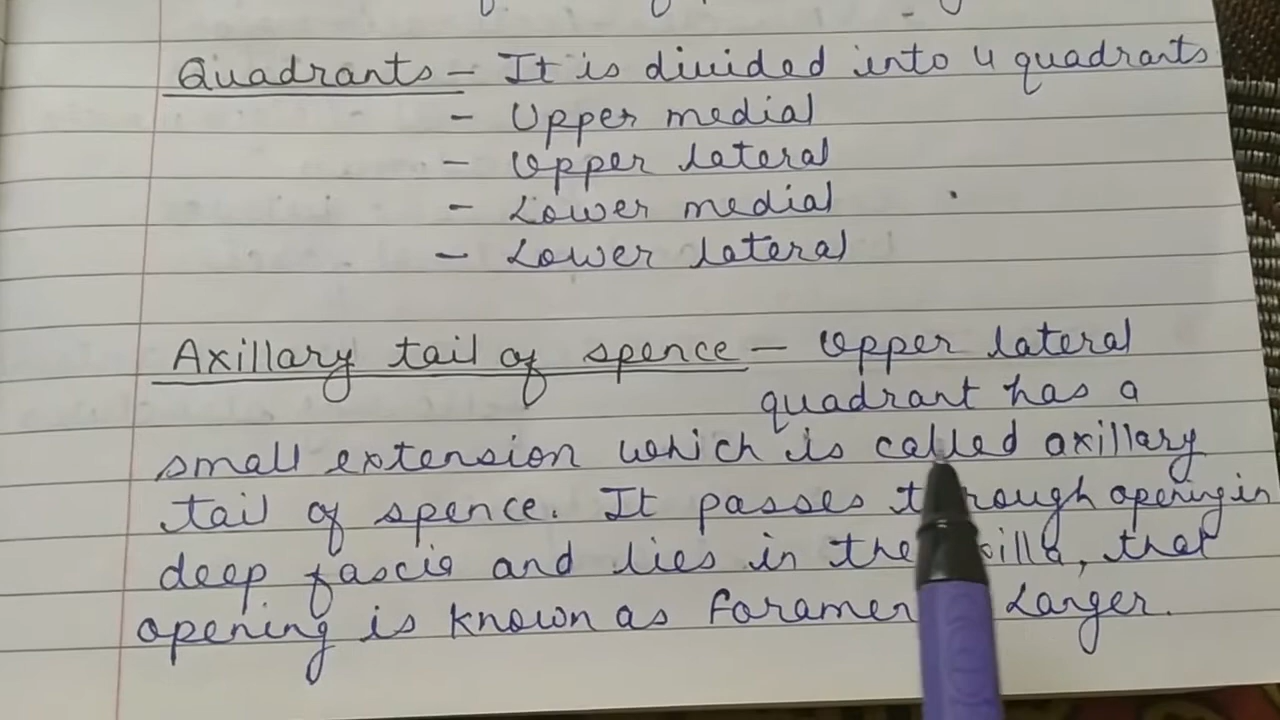 Quadrants - It is divided into 4 quadrants
- Upper medial
- Upper lateral
- Lower medial
- Lower lateral
Axillary tail of spence - Upper lateral
quadrant has a
small extension which is called axillary
tail of spence. It passes through opening in
deep fascia and lies in the axilla, that
opening is known as Foramen Larger.